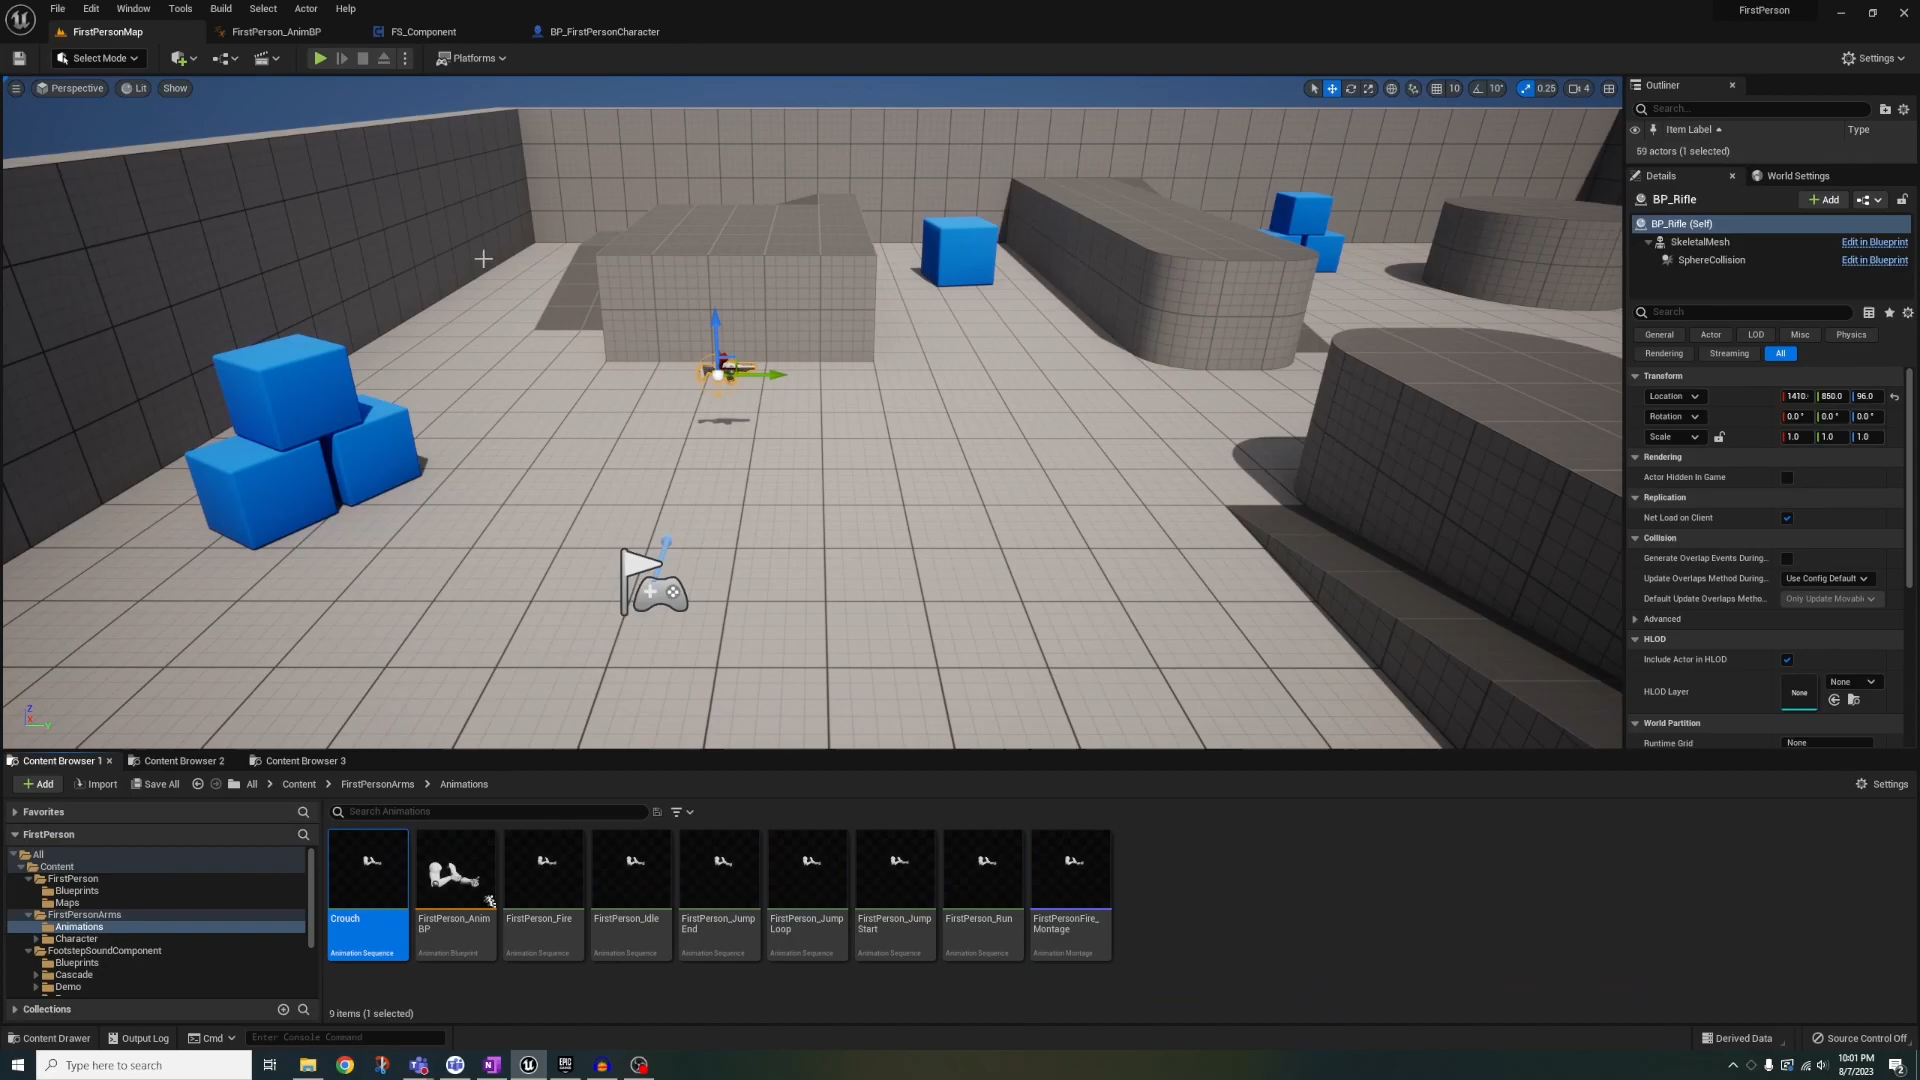 File Edit Window Tools Build Select Actor Help
FirstPerson
FirstPersonMap FirstPerson_AnimBP FS_Component BP_FirstPersonCharacter
Select Mode Platforms Settings
Perspective Lit Show 10 10° 0.25 4
Outliner
Search...
Item Label Type
59 actors (1 selected)
Details World Settings
BP_Rifle Add
BP_Rifle (Self)
SkeletalMesh Edit in Blueprint
SphereCollision Edit in Blueprint
Search
General Actor LOD Misc Physics
Rendering Streaming All
Transform
Location 1410. 850.0 96.0
Rotation 0.0° 0.0° 0.0°
Scale 1.0 1.0 1.0
Rendering
Actor Hidden In Game
Replication
Net Load on Client
Collision
Generate Overlap Events During...
Update Overlaps Method During... Use Config Default
Default Update Overlaps Metho... Only Update Movabl
Advanced
HLOD
Include Actor in HLOD
HLOD Layer None None
World Partition
Runtime Grid None
Z
X
Y
Content Browser 1 Content Browser 2 Content Browser 3
Add Import Save All All Content FirstPersonArms Animations Settings
Favorites
Search Animations
FirstPerson
All
Content
FirstPerson
Blueprints
Maps
FirstPersonArms
Animations
Character
FootstepSoundComponent
Blueprints
Cascade
Demo
Collections
Crouch
Animation Sequence
FirstPerson_Anim
BP
Animation Blueprint
FirstPerson_Fire
Animation Sequence
FirstPerson_Idle
Animation Sequence
FirstPerson_Jump
End
Animation Sequence
FirstPerson_Jump
Loop
Animation Sequence
FirstPerson_Jump
Start
Animation Sequence
FirstPerson_Run
Animation Sequence
FirstPersonFire_
Montage
Animation Montage
9 items (1 selected)
Content Drawer Output Log Cmd Enter Console Command Derived Data Source Control Off
Type here to search
10:01 PM
8/7/2023
2